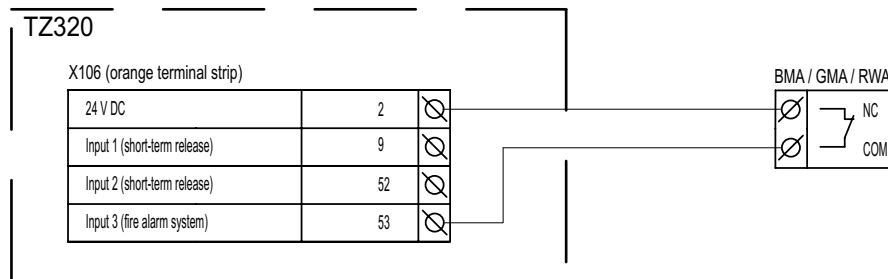 TZ320
X106 (orange terminal strip)
BMA / GMA / RWA
24 V DC 2
NC
Input 1 (short-term release) 9
COM
Input 2 (short-term release) 52
Input 3 (fire alarm system) 53